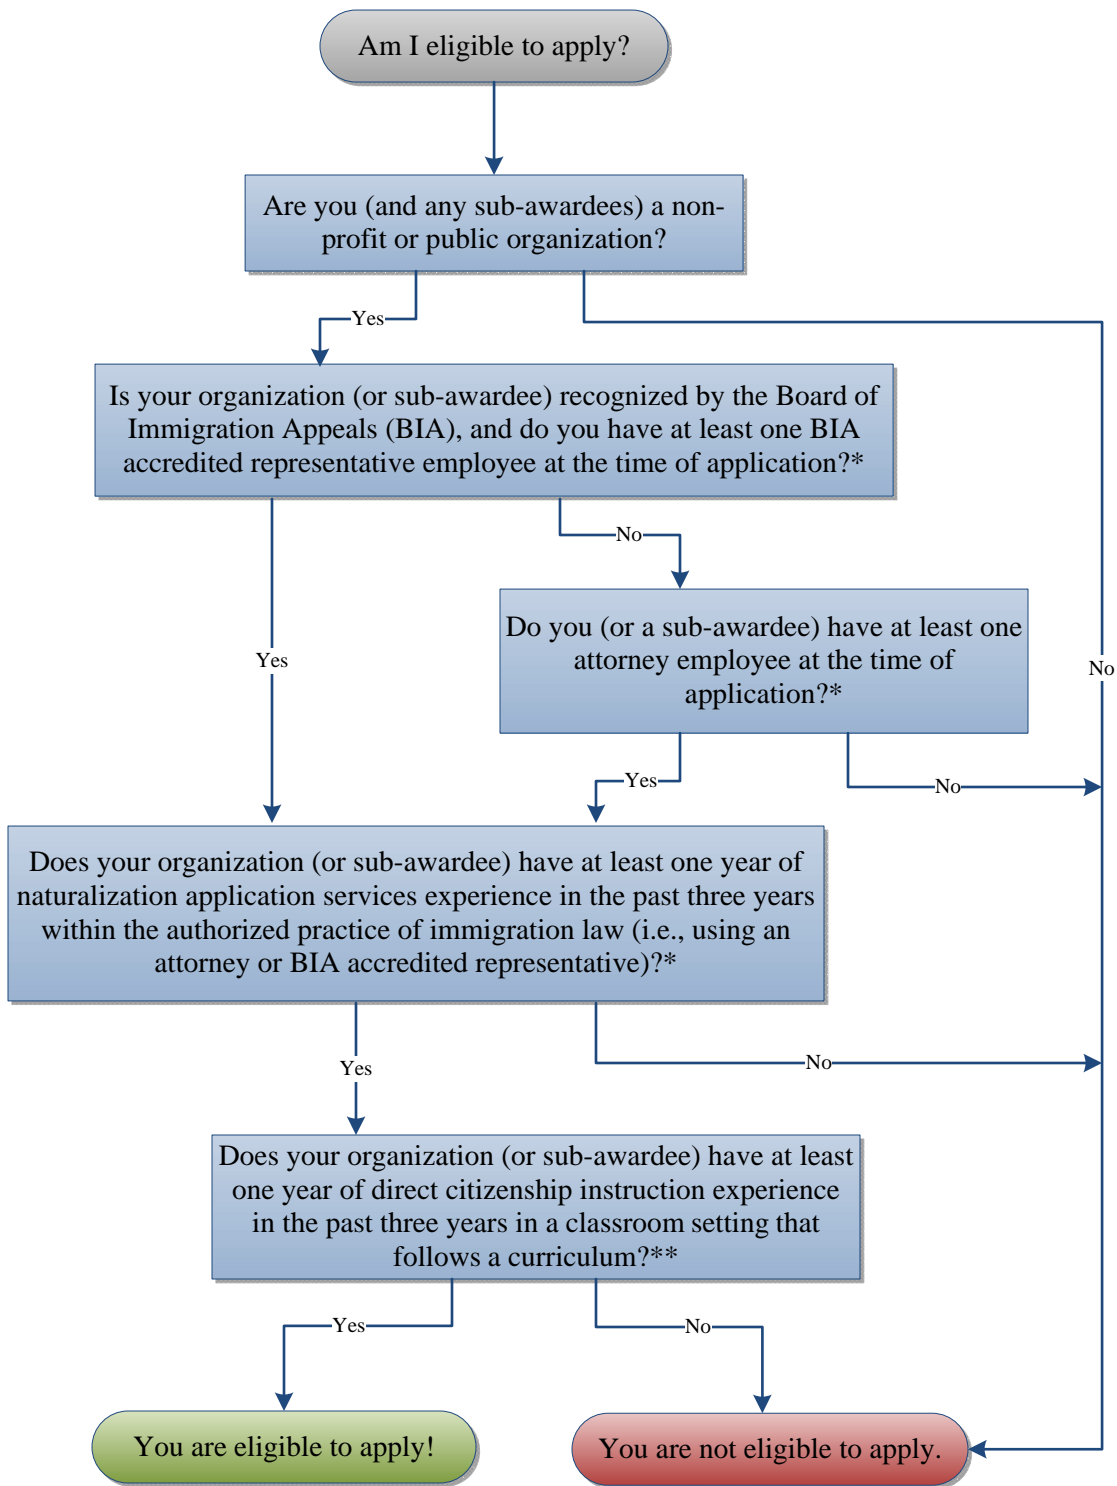 Am I eligible to apply?
Are you (and any sub-awardees) a non-
profit or public organization?
Yes
Is your organization (or sub-awardee) recognized by the Board of
Immigration Appeals (BIA), and do you have at least one BIA
accredited representative employee at the time of application?*
No
Do you (or a sub-awardee) have at least one
attorney employee at the time of
application?*
Yes
No
Yes
No
Does your organization (or sub-awardee) have at least one year of
naturalization application services experience in the past three years
within the authorized practice of immigration law (i.e., using an
attorney or BIA accredited representative)?*
Yes
No
Does your organization (or sub-awardee) have at least
one year of direct citizenship instruction experience
in the past three years in a classroom setting that
follows a curriculum?**
Yes
No
You are eligible to apply!
You are not eligible to apply.